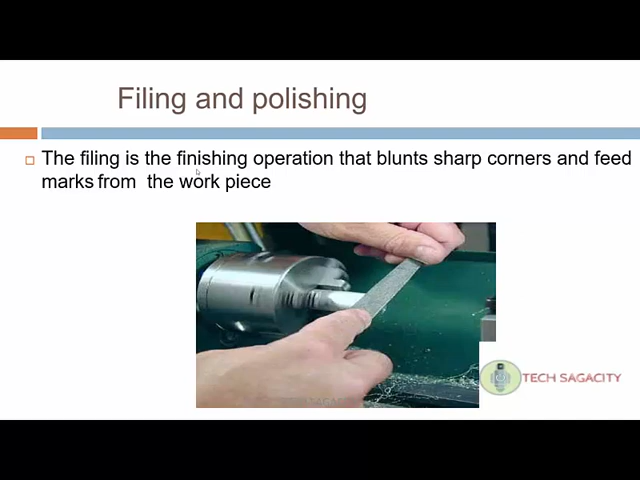 Filing and polishing
The filing is the finishing operation that blunts sharp corners and feed
marks from the work piece
TECH SAGACITY